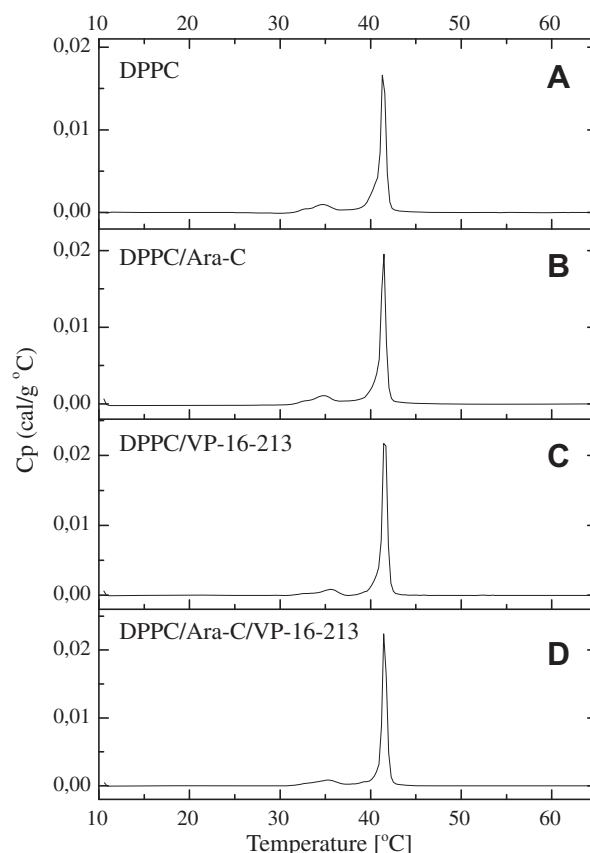 10 20 30 40 50 60
0,02
DPPC A
0,01
0,00
DPPC/Ara-C B
0,02
0,01
0,00
DPPC/VP-16-213 C
0,02
0,01
0,00
DPPC/Ara-C/VP-16-213 D
0,02
0,01
0,00
10 20 30 40 50 60
Temperature [°C]
Cp (cal/g °C)